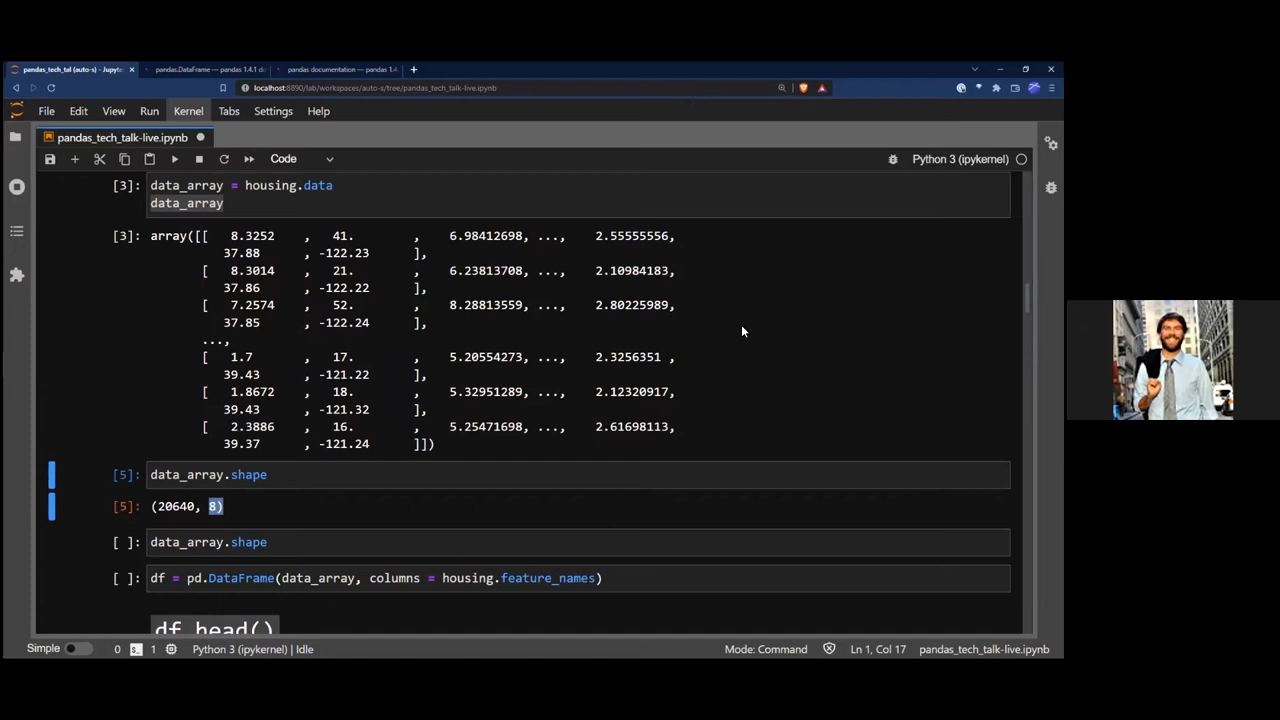 pandas_tech_tal (auto-s) - Jupyte
pandas.DataFrame — pandas 1.4.1 do
pandas documentation — pandas 1.4.
localhost:8890/lab/workspaces/auto-s/tree/pandas_tech_talk-live.ipynb
File Edit View Run Kernel Tabs Settings Help
pandas_tech_talk-live.ipynb
Code
Python 3 (ipykernel)
[3]: data_array = housing.data
data_array
[3]: array([[ 8.3252 , 41. , 6.98412698, ..., 2.55555556,
37.88 , -122.23 ],
[ 8.3014 , 21. , 6.23813708, ..., 2.10984183,
37.86 , -122.22 ],
[ 7.2574 , 52. , 8.28813559, ..., 2.80225989,
37.85 , -122.24 ],
...,
[ 1.7 , 17. , 5.20554273, ..., 2.3256351 ,
39.43 , -121.22 ],
[ 1.8672 , 18. , 5.32951289, ..., 2.12320917,
39.43 , -121.32 ],
[ 2.3886 , 16. , 5.25471698, ..., 2.61698113,
39.37 , -121.24 ]])
[5]: data_array.shape
[5]: (20640, 8)
[ ]: data_array.shape
[ ]: df = pd.DataFrame(data_array, columns = housing.feature_names)
df.head()
Simple 0 1 Python 3 (ipykernel) | Idle
Mode: Command Ln 1, Col 17 pandas_tech_talk-live.ipynb